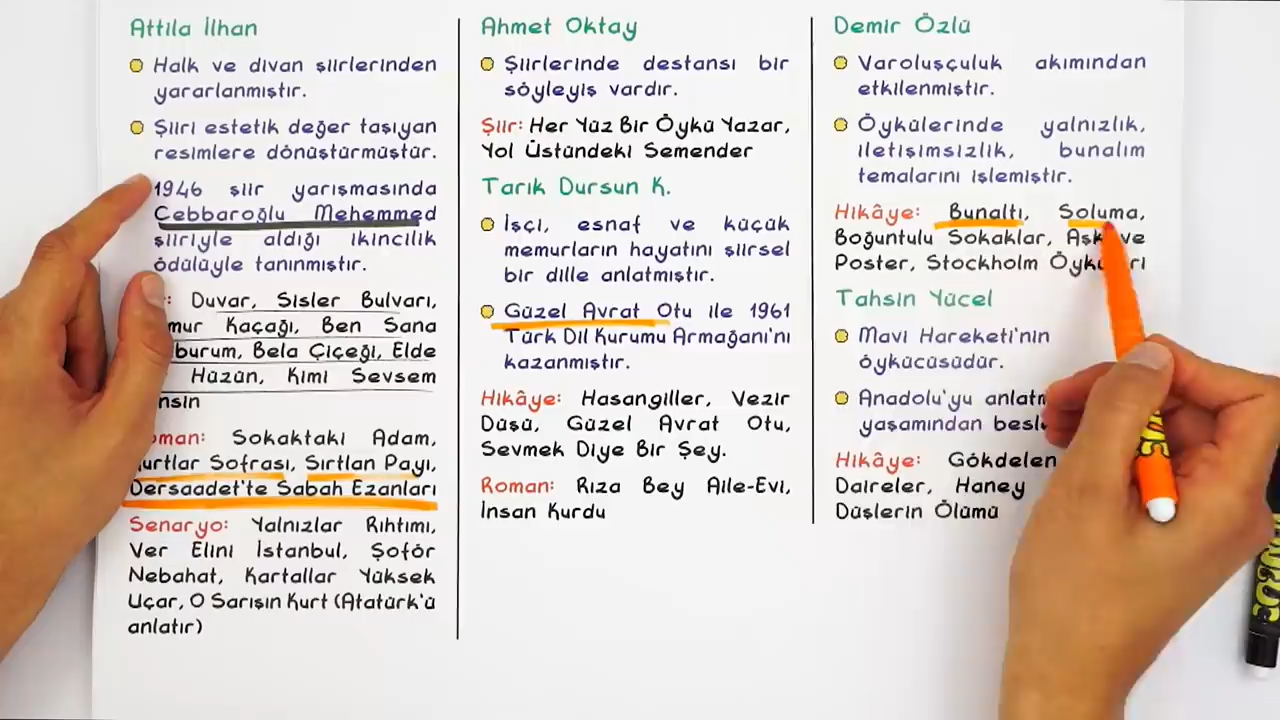 Attila İlhan
Halk ve divan şiirlerinden
yararlanmıştır.
Şiiri estetik değer taşıyan
resimlere dönüştürmüştür.
1946 şiir yarışmasında
Cebbaroğlu Mehemmed
şiiriyle aldığı ikincilik
ödülüyle tanınmıştır.
Duvar, Sisler Bulvarı,
Kaçağı, Ben Sana
Bela Çiçeği, Elde
Hüzün, Kimi Sevsem
Sokaktaki Adam,
Sofrası, Sırtlan Payı,
Dersaadet'te Sabah Ezanları
Senaryo: Yalnızlar Rıhtımı,
Ver Elini İstanbul, Şoför
Nebahat, Kartallar Yüksek
Uçar, O Sarışın Kurt (Atatürk'ü
anlatır)
Ahmet Oktay
Şiirlerinde destansı bir
söyleyiş vardır.
Şiir: Her Yüz Bir Öykü Yazar,
Yol Üstündeki Semender
Tarık Dursun K.
İşçi, esnaf ve küçük
memurların hayatını şiirsel
bir dille anlatmıştır.
Güzel Avrat Otu ile 1961
Türk Dil Kurumu Armağanı'nı
kazanmıştır.
Hikâye: Hasangiller, Vezir
Düşü, Güzel Avrat Otu,
Sevmek Diye Bir Şey.
Roman: Rıza Bey Aile-Evi,
İnsan Kurdu
Demir Özlü
Varoluşçuluk akımından
etkilenmiştir.
Öykülerinde yalnızlık,
iletişimsizlik, bunalım
temalarını işlemiştir.
Hikâye: Bunaltı, Soluma,
Boğuntulu Sokaklar, Aşk ve
Poster, Stockholm
Tahsin Yücel
Mavi Hareketi'nin
öykücüsüdür.
Anadolu'yu
yaşamından
Hikâye: Gökdelen
Daireler, Haney
Düşlerin Ölümü